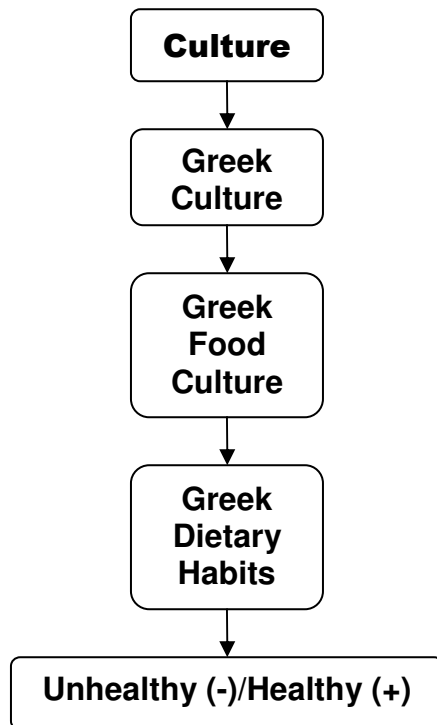 Culture
Greek
Culture
Greek
Food
Culture
Greek
Dietary
Habits
Unhealthy (-)/Healthy (+)